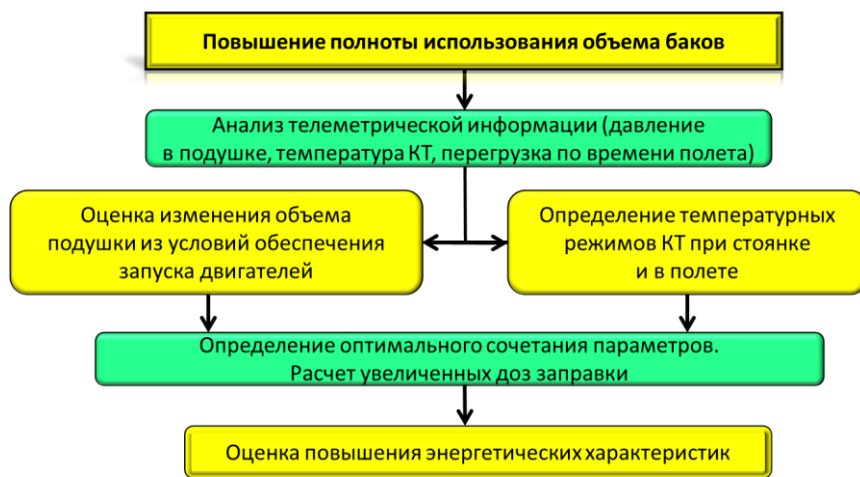 Повышение полноты использования объема баков
Анализ телеметрической информации (давление
в подушке, температура КТ, перегрузка по времени полета)
Оценка изменения объема
подушки из условий обеспечения
запуска двигателей
Определение температурных
режимов КТ при стоянке
и в полете
Определение оптимального сочетания параметров.
Расчет увеличенных доз заправки
Оценка повышения энергетических характеристик